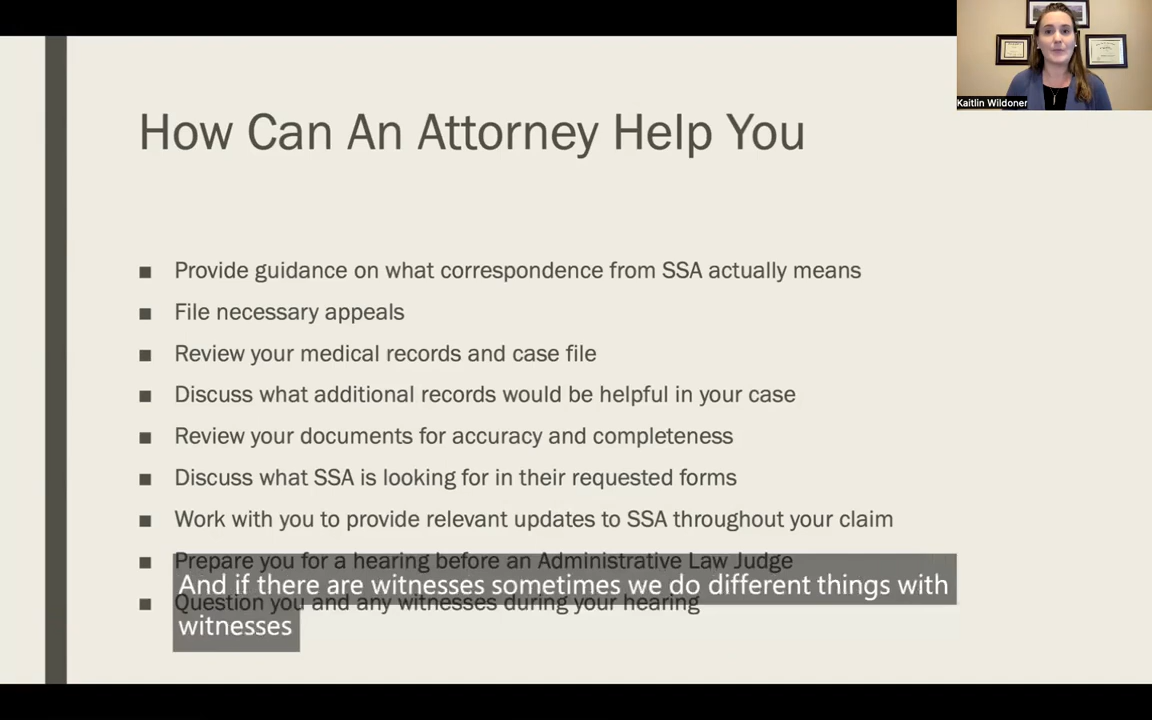 Kaitlin Wildoner
How Can An Attorney Help You
■ Provide guidance on what correspondence from SSA actually means
■ File necessary appeals
■ Review your medical records and case file
■ Discuss what additional records would be helpful in your case
■ Review your documents for accuracy and completeness
■ Discuss what SSA is looking for in their requested forms
■ Work with you to provide relevant updates to SSA throughout your claim
■ Prepare you for a hearing before an Administrative Law Judge
■ Question you and any witnesses during your hearing
And if there are witnesses sometimes we do different things with
witnesses